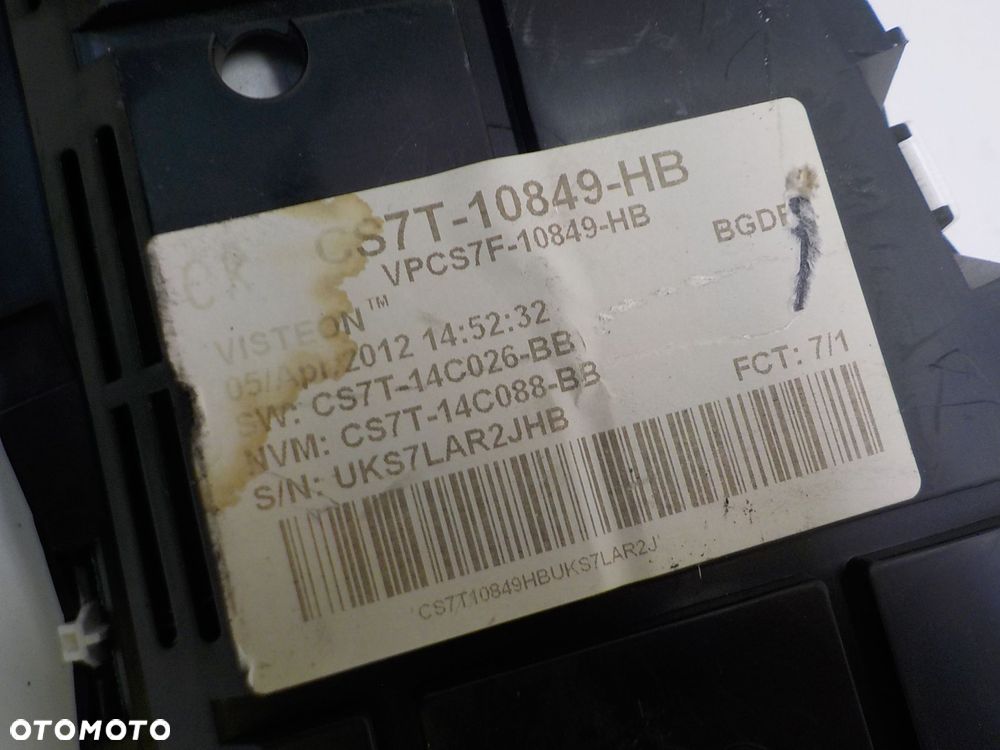 CS7T-10849-HB
VPCS7F-10849-HB
VISTEON™
05/Apr/2012 14:52:32
SW: CS7T-14C026-BB
NVM: CS7T-14C088-BB
FCT: 7/1
S/N: UKS7LAR2JHB
CS7T10849HBUKS7LAR2J
OTOMOTO